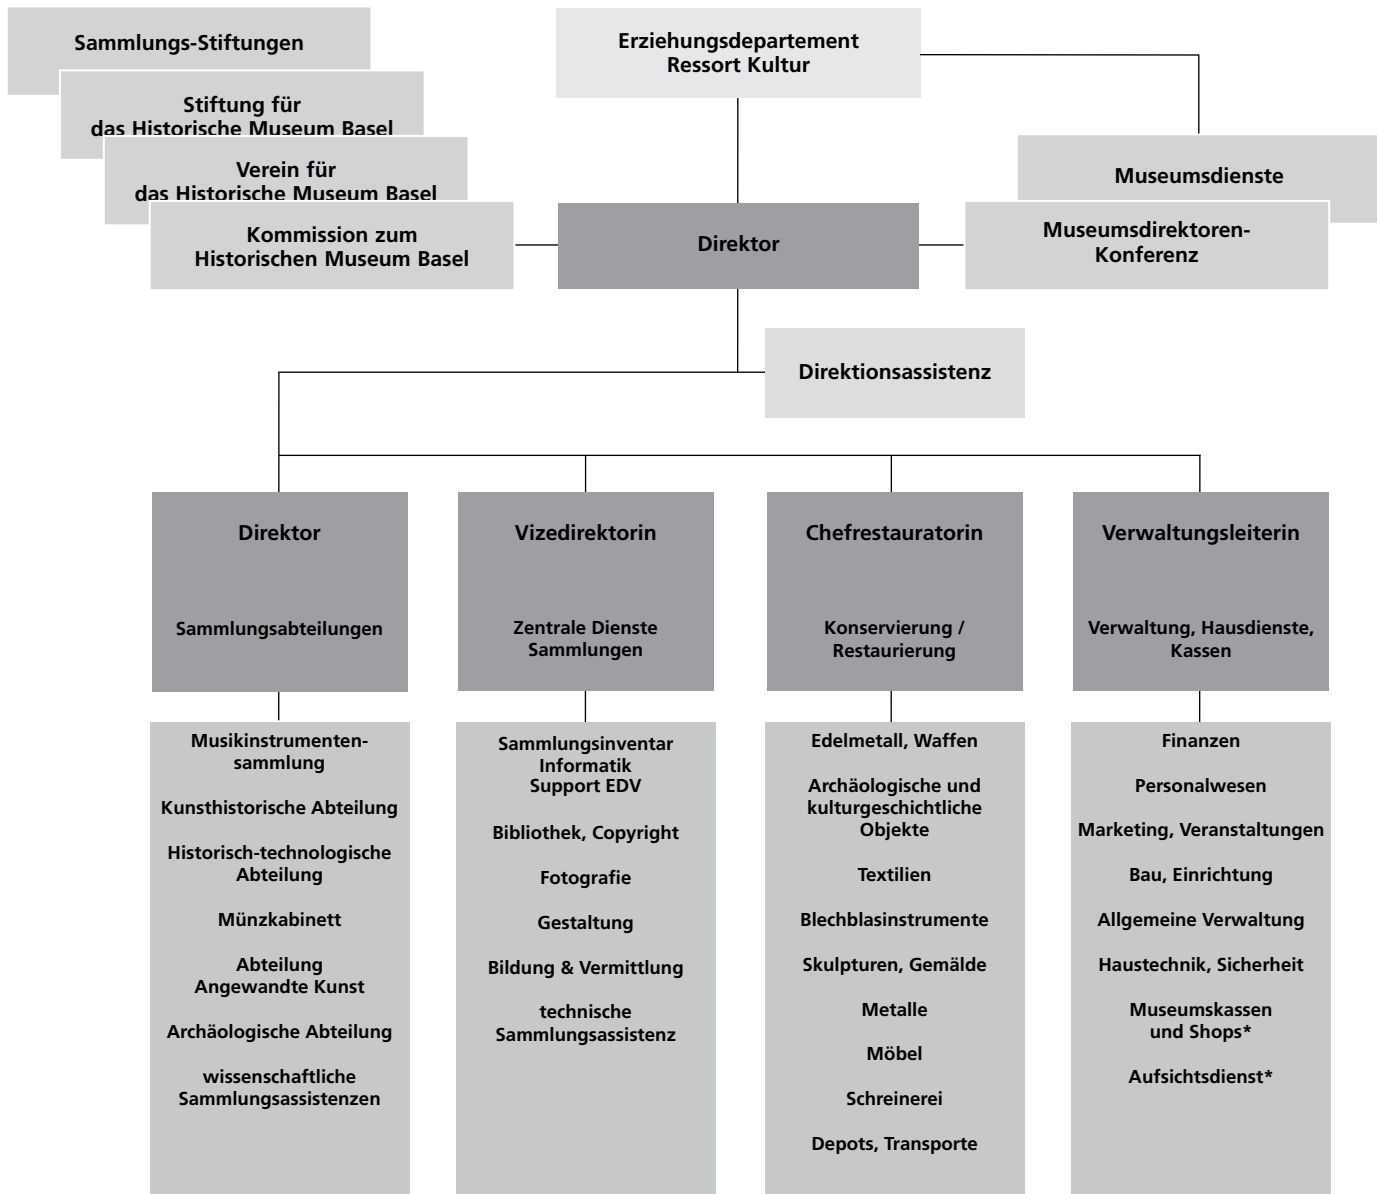 Sammlungs-Stiftungen
Stiftung für
das Historische Museum Basel
Verein für
das Historische Museum Basel
Kommission zum
Historischen Museum Basel
Erziehungsdepartement
Ressort Kultur
Direktor
Museumsdienste
Museumsdirektoren-
Konferenz
Direktionsassistenz
Direktor
Sammlungsabteilungen
Musikinstrumenten-
sammlung
Kunsthistorische Abteilung
Historisch-technologische
Abteilung
Münzkabinett
Abteilung
Angewandte Kunst
Archäologische Abteilung
wissenschaftliche
Sammlungsassistenzen
Vizedirektorin
Zentrale Dienste
Sammlungen
Sammlungsinventar
Informatik
Support EDV
Bibliothek, Copyright
Fotografie
Gestaltung
Bildung & Vermittlung
technische
Sammlungsassistenz
Chefrestauratorin
Konservierung /
Restaurierung
Edelmetall, Waffen
Archäologische und
kulturgeschichtliche
Objekte
Textilien
Blechblasinstrumente
Skulpturen, Gemälde
Metalle
Möbel
Schreinerei
Depots, Transporte
Verwaltungsleiterin
Verwaltung, Hausdienste,
Kassen
Finanzen
Personalwesen
Marketing, Veranstaltungen
Bau, Einrichtung
Allgemeine Verwaltung
Haustechnik, Sicherheit
Museumskassen
und Shops*
Aufsichtsdienst*